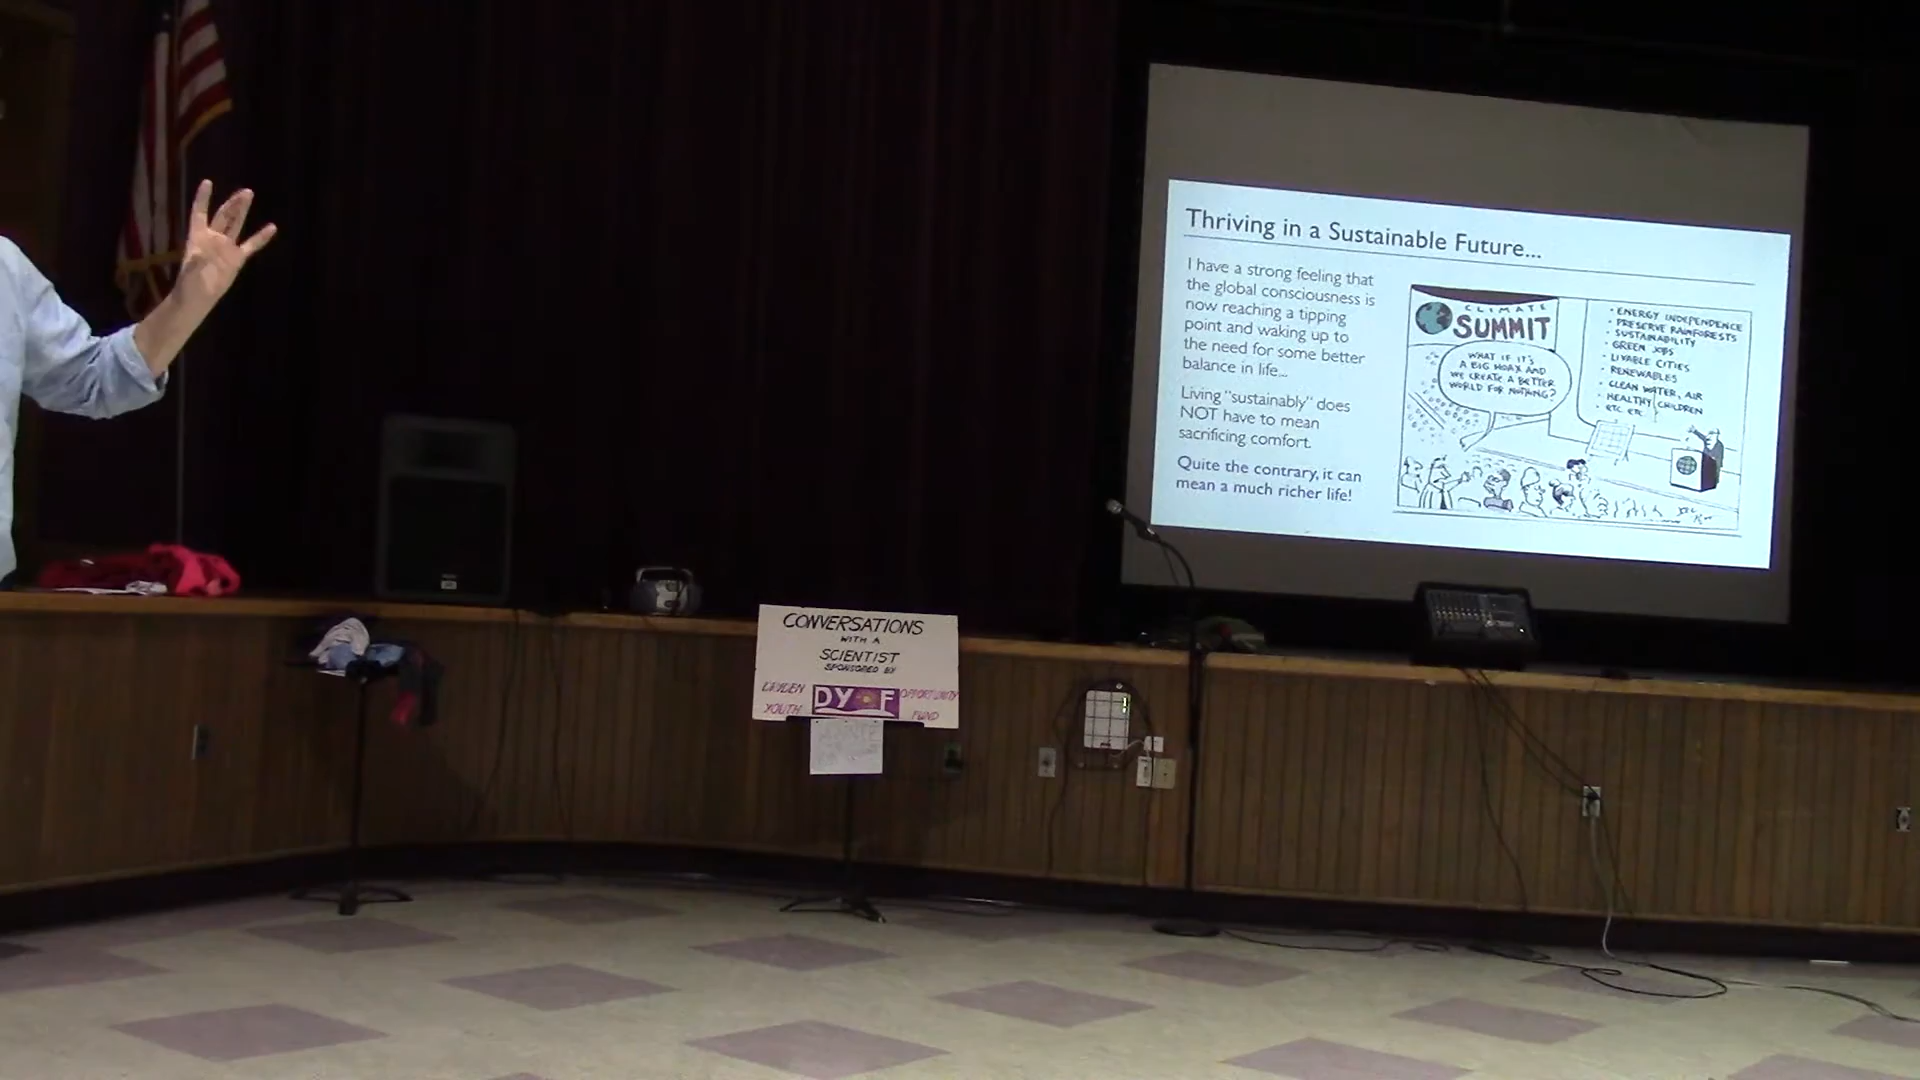 Thriving in a Sustainable Future...
I have a strong feeling that
the global consciousness is
now reaching a tipping
point and waking up to
the need for some better
balance in life...
Living "sustainably" does
NOT have to mean
sacrificing comfort.
Quite the contrary, it can
mean a much richer life!
CLIMATE
SUMMIT
WHAT IF IT'S
A BIG HOAX AND
WE CREATE A BETTER
WORLD FOR NOTHING?
• ENERGY INDEPENDENCE
• PRESERVE RAINFORESTS
• SUSTAINABILITY
• GREEN JOBS
• LIVABLE CITIES
• RENEWABLES
• CLEAN WATER, AIR
• HEALTHY CHILDREN
• ETC. ETC.
CONVERSATIONS
WITH A
SCIENTIST
SPONSORED BY
DRYDEN
YOUTH
DYOF
OPPORTUNITY
FUND